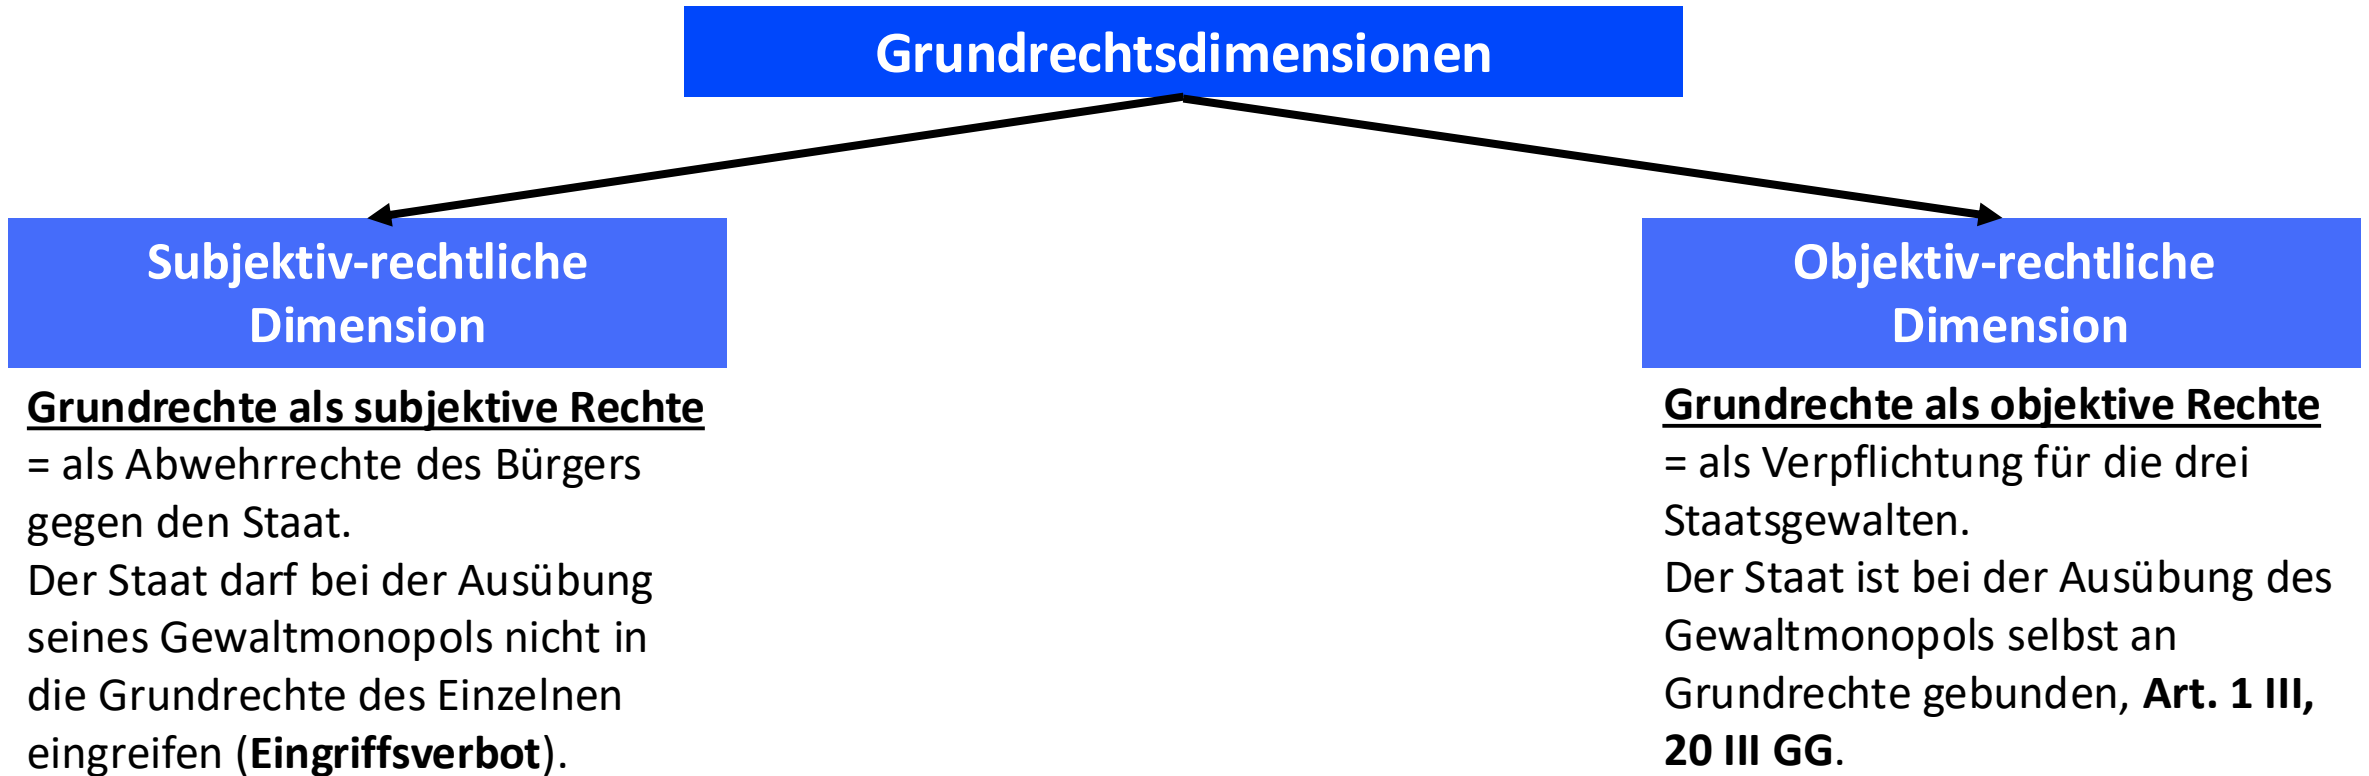 Grundrechtsdimensionen
Subjektiv-rechtliche
Dimension
Grundrechte als subjektive Rechte
= als Abwehrrechte des Bürgers
gegen den Staat.
Der Staat darf bei der Ausübung
seines Gewaltmonopols nicht in
die Grundrechte des Einzelnen
eingreifen (Eingriffsverbot).
Objektiv-rechtliche
Dimension
Grundrechte als objektive Rechte
= als Verpflichtung für die drei
Staatsgewalten.
Der Staat ist bei der Ausübung des
Gewaltmonopols selbst an
Grundrechte gebunden, Art. 1 III,
20 III GG.